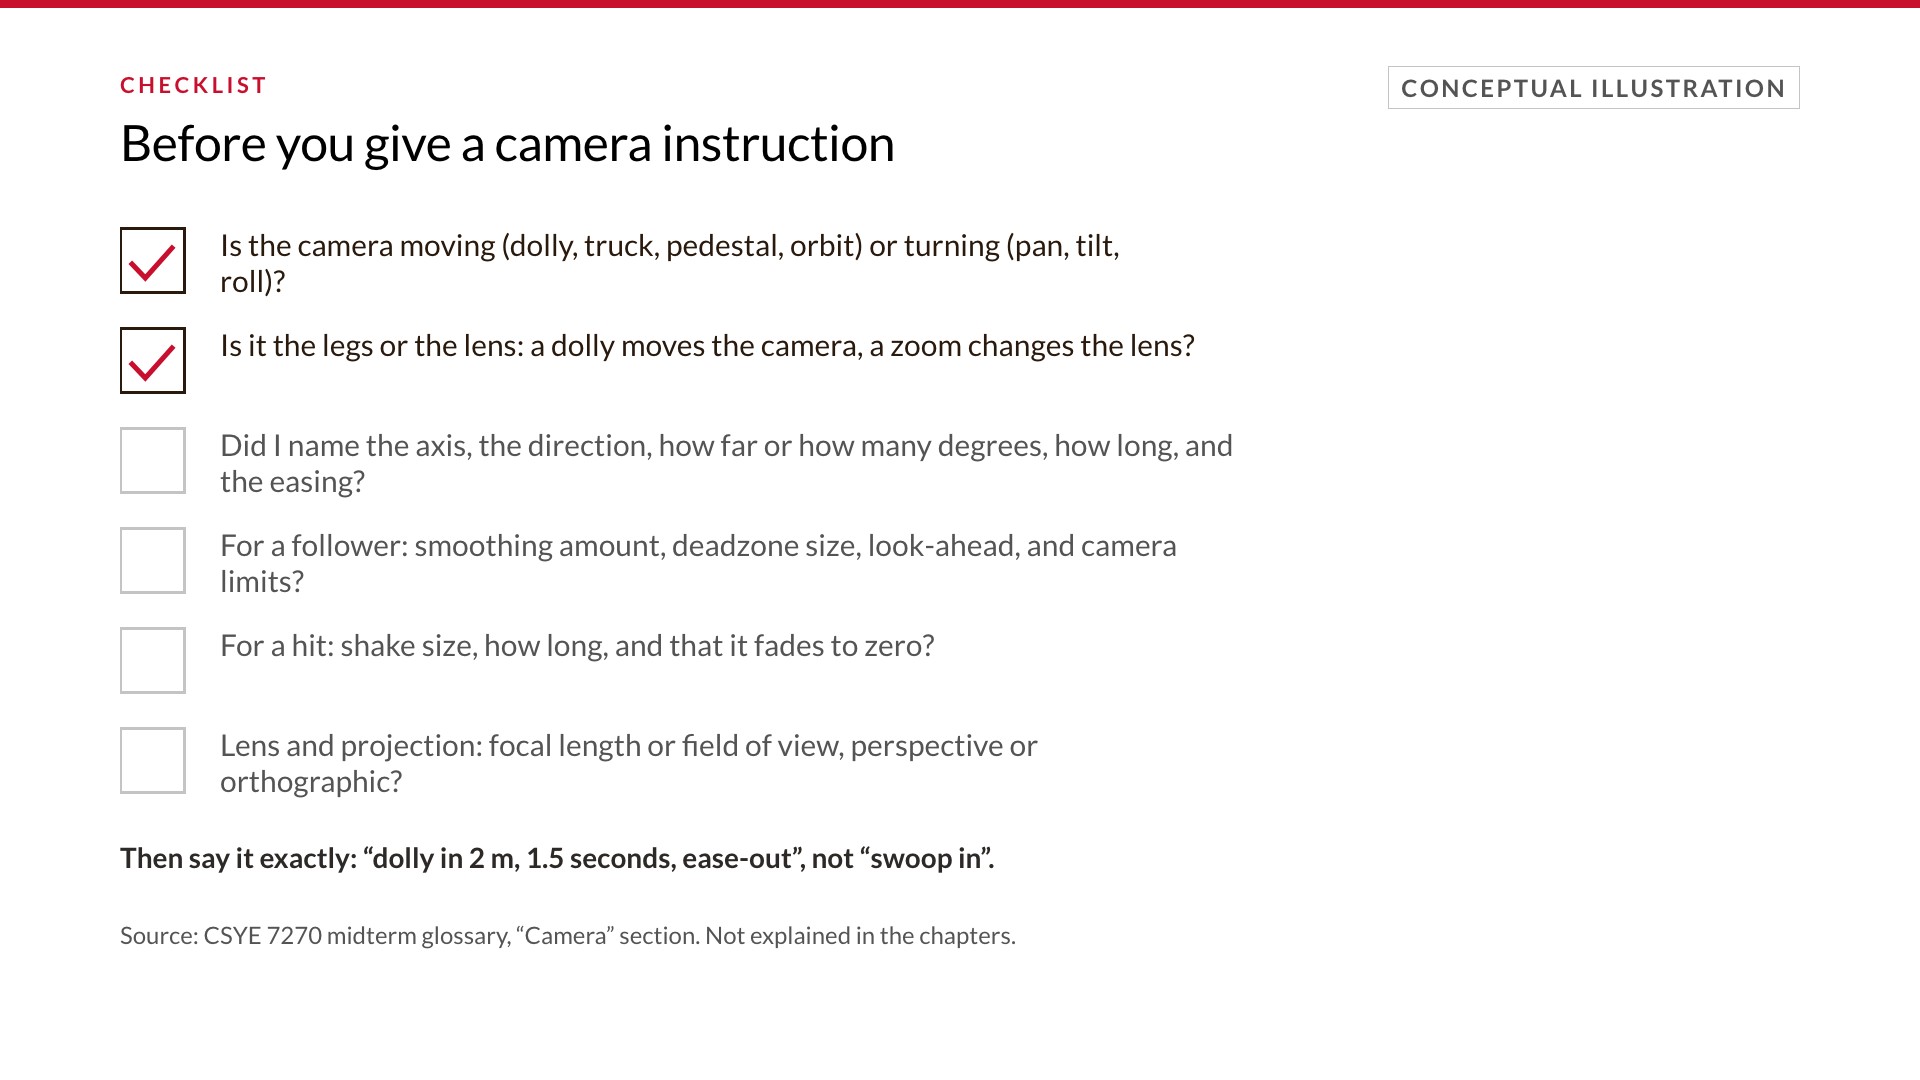 CHECKLIST
CONCEPTUAL ILLUSTRATION
Before you give a camera instruction
Is the camera moving (dolly, truck, pedestal, orbit) or turning (pan, tilt,
roll)?
Is it the legs or the lens: a dolly moves the camera, a zoom changes the lens?
Did I name the axis, the direction, how far or how many degrees, how long, and
the easing?
For a follower: smoothing amount, deadzone size, look-ahead, and camera
limits?
For a hit: shake size, how long, and that it fades to zero?
Lens and projection: focal length or field of view, perspective or
orthographic?
Then say it exactly: “dolly in 2 m, 1.5 seconds, ease-out”, not “swoop in”.
Source: CSYE 7270 midterm glossary, “Camera” section. Not explained in the chapters.